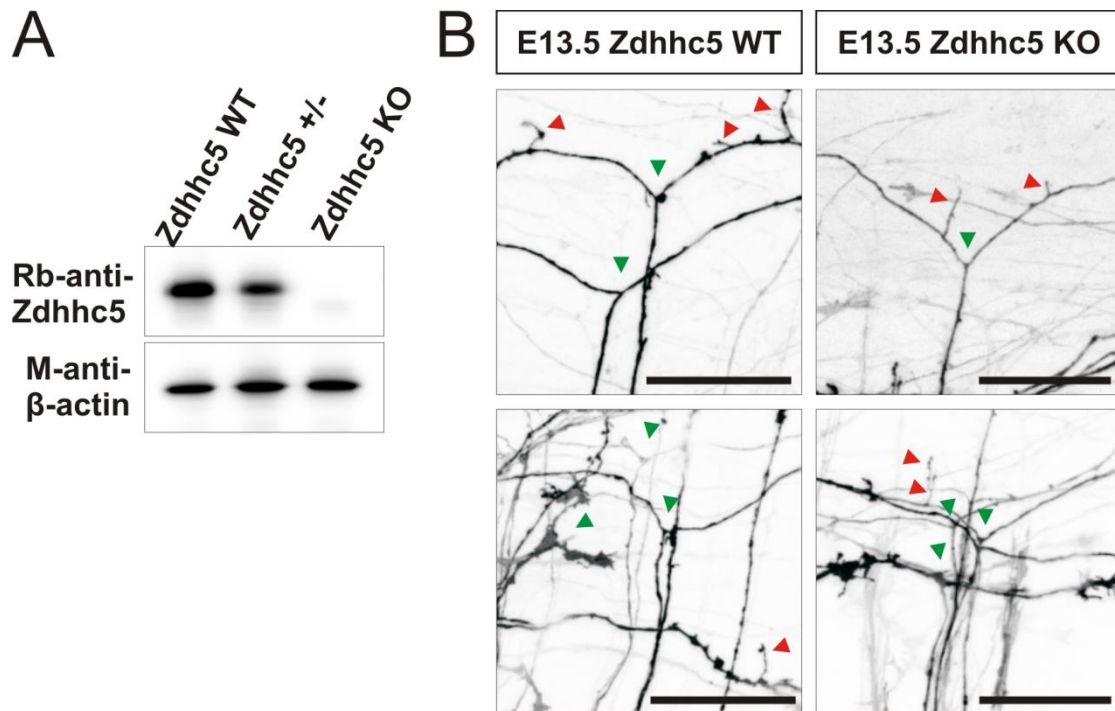 A
Zdhhc5 WT
Zdhhc5 +/-
Zdhhc5 KO
Rb-anti-
Zdhhc5
M-anti-
β-actin
B
E13.5 Zdhhc5 WT
E13.5 Zdhhc5 KO